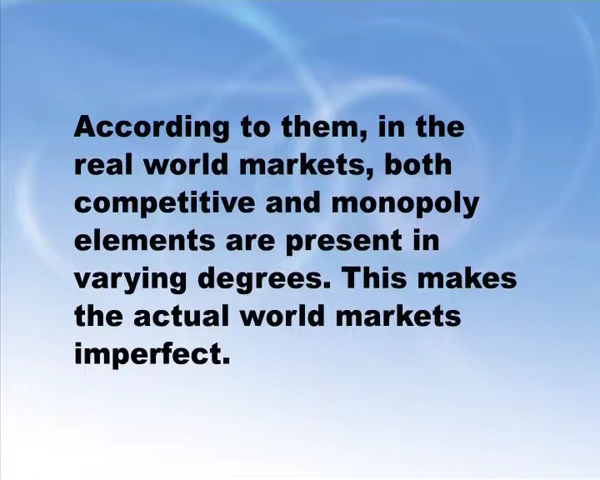 According to them, in the
real world markets, both
competitive and monopoly
elements are present in
varying degrees. This makes
the actual world markets
imperfect.